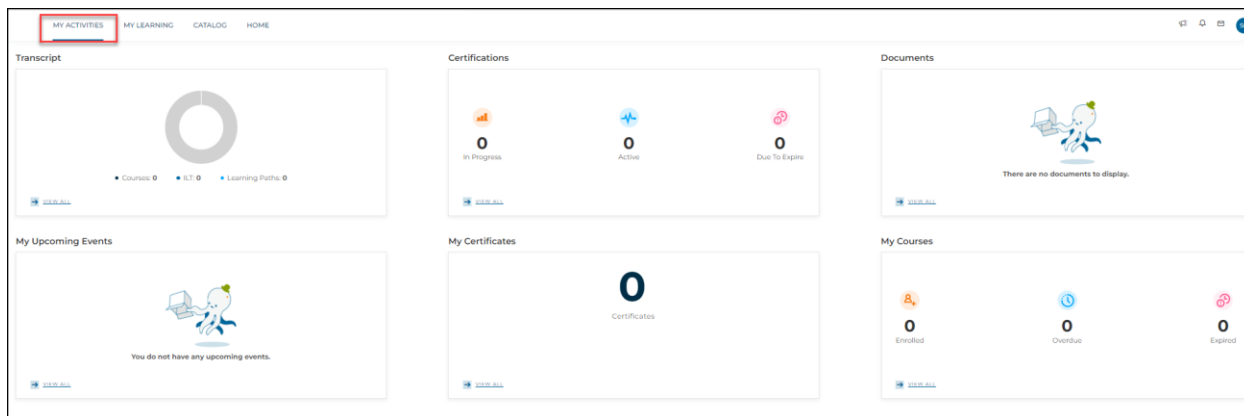 MY ACTIVITIES MY LEARNING CATALOG HOME
Transcript
Courses: 0 ILT: 0 Learning Paths: 0
VIEW ALL
Certifications
0 0 0
In Progress Active Due To Expire
VIEW ALL
Documents
There are no documents to display.
VIEW ALL
My Upcoming Events
You do not have any upcoming events.
VIEW ALL
My Certificates
0
Certificates
VIEW ALL
My Courses
0 0 0
Enrolled Overdue Expired
VIEW ALL